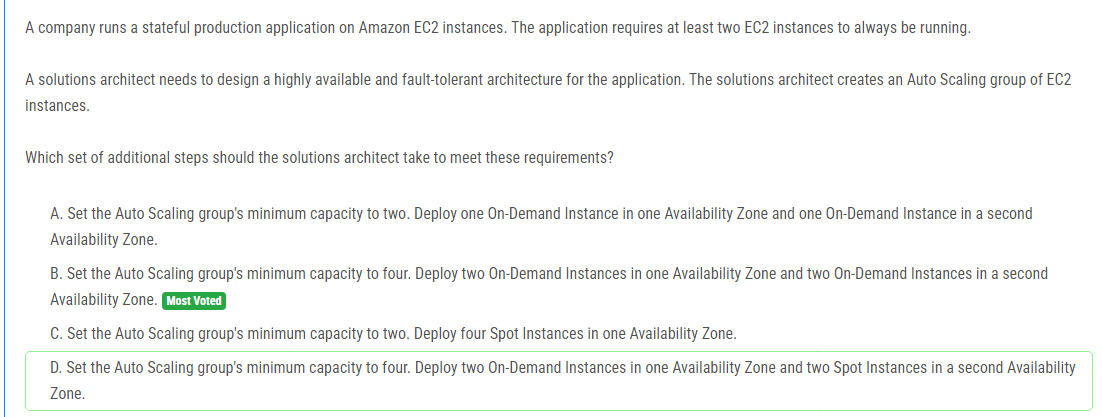 A company runs a stateful production application on Amazon EC2 instances. The application requires at least two EC2 instances to always be running.
A solutions architect needs to design a highly available and fault-tolerant architecture for the application. The solutions architect creates an Auto Scaling group of EC2
instances.
Which set of additional steps should the solutions architect take to meet these requirements?
A. Set the Auto Scaling group's minimum capacity to two. Deploy one On-Demand Instance in one Availability Zone and one On-Demand Instance in a second
Availability Zone.
B. Set the Auto Scaling group's minimum capacity to four. Deploy two On-Demand Instances in one Availability Zone and two On-Demand Instances in a second
Availability Zone. Most Voted
C. Set the Auto Scaling group's minimum capacity to two. Deploy four Spot Instances in one Availability Zone.
D. Set the Auto Scaling group's minimum capacity to four. Deploy two On-Demand Instances in one Availability Zone and two Spot Instances in a second Availability
Zone.